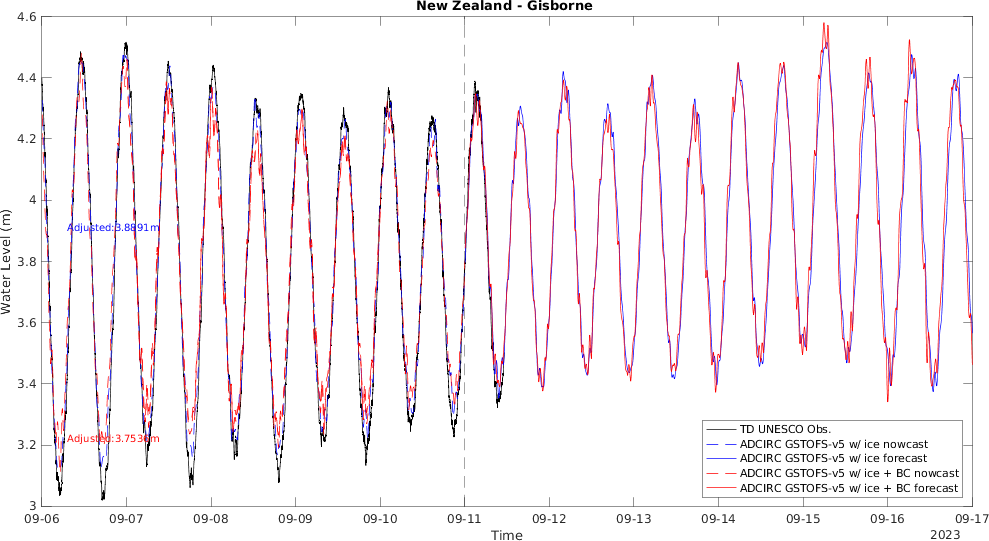 New Zealand - Gisborne
4.6
4.4
4.2
4
3.8
3.6
3.4
3.2
3
Water Level (m)
Adjusted:3.8891m
Adjusted:3.7530m
TD UNESCO Obs.
ADCIRC GSTOFS-v5 w/ ice nowcast
ADCIRC GSTOFS-v5 w/ ice forecast
ADCIRC GSTOFS-v5 w/ ice + BC nowcast
ADCIRC GSTOFS-v5 w/ ice + BC forecast
09-06 09-07 09-08 09-09 09-10 09-11 09-12 09-13 09-14 09-15 09-16 09-17
Time
2023